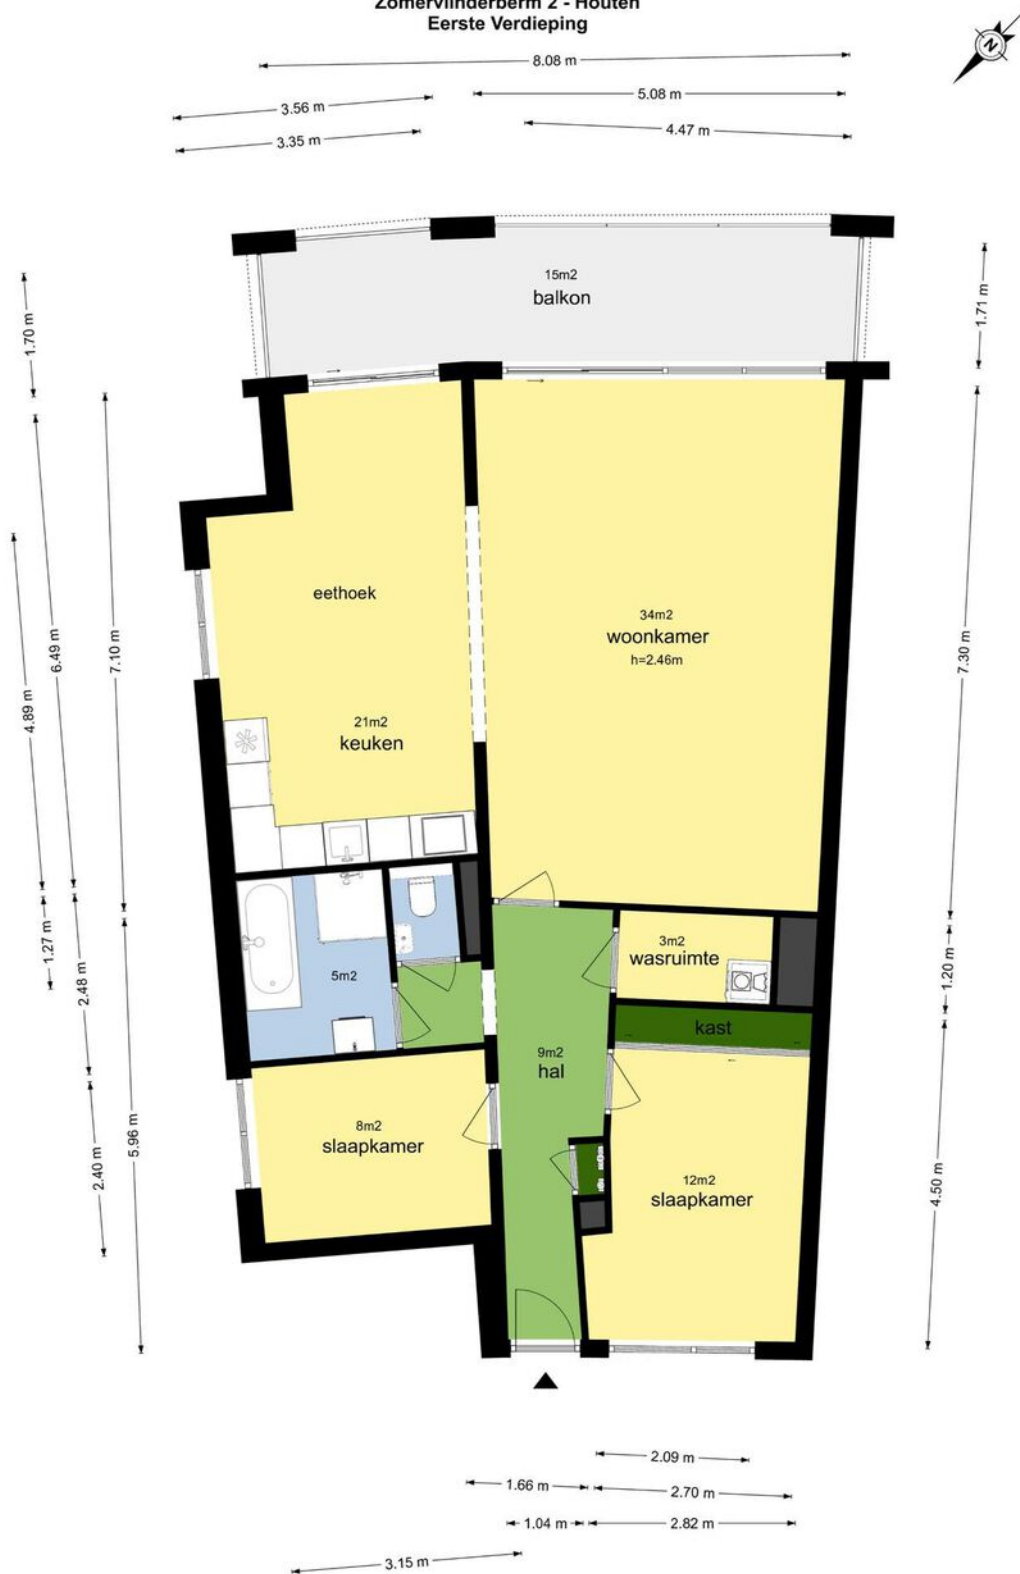 Zomervlinderberm 2 - Houten
Eerste Verdieping
N
8.08 m
3.56 m
5.08 m
3.35 m
4.47 m
15m2
balkon
1.70 m
1.71 m
eethoek
34m2
woonkamer
h=2.46m
6.49 m
7.10 m
7.30 m
4.89 m
21m2
keuken
1.27 m
2.48 m
5m2
3m2
wasruimte
1.20 m
kast
9m2
hal
8m2
slaapkamer
5.96 m
2.40 m
12m2
slaapkamer
4.50 m
2.09 m
1.66 m
2.70 m
1.04 m
2.82 m
3.15 m